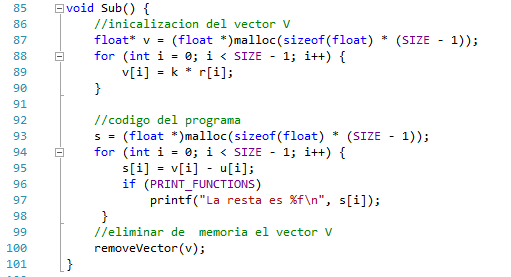 85 void Sub() {
86 //inicalizacion del vector V
87 float* v = (float *)malloc(sizeof(float) * (SIZE - 1));
88 for (int i = 0; i < SIZE - 1; i++) {
89 v[i] = k * r[i];
90 }
91
92 //codigo del programa
93 s = (float *)malloc(sizeof(float) * (SIZE - 1));
94 for (int i = 0; i < SIZE - 1; i++) {
95 s[i] = v[i] - u[i];
96 if (PRINT_FUNCTIONS)
97 printf("La resta es %f\n", s[i]);
98 }
99 //eliminar de  memoria el vector V
100 removeVector(v);
101 }